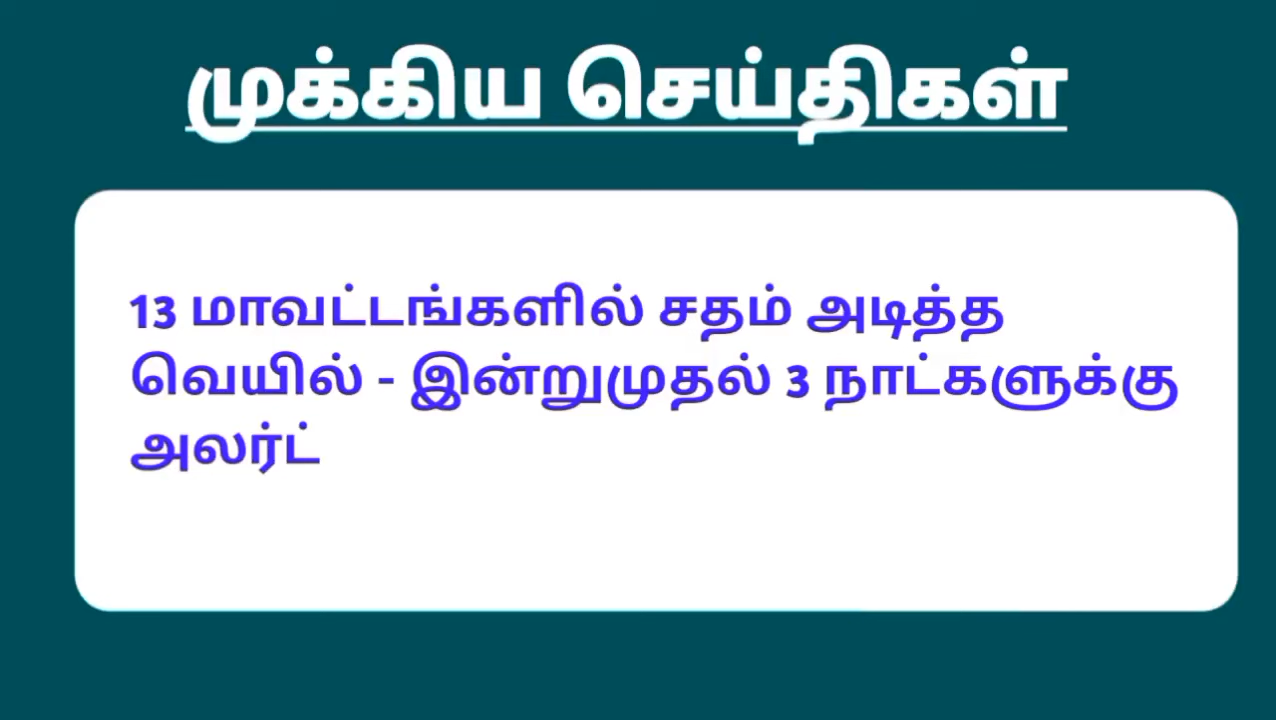 முக்கிய செய்திகள்
13 மாவட்டங்களில் சதம் அடித்த
வெயில் - இன்றுமுதல் 3 நாட்களுக்கு
அலர்ட்